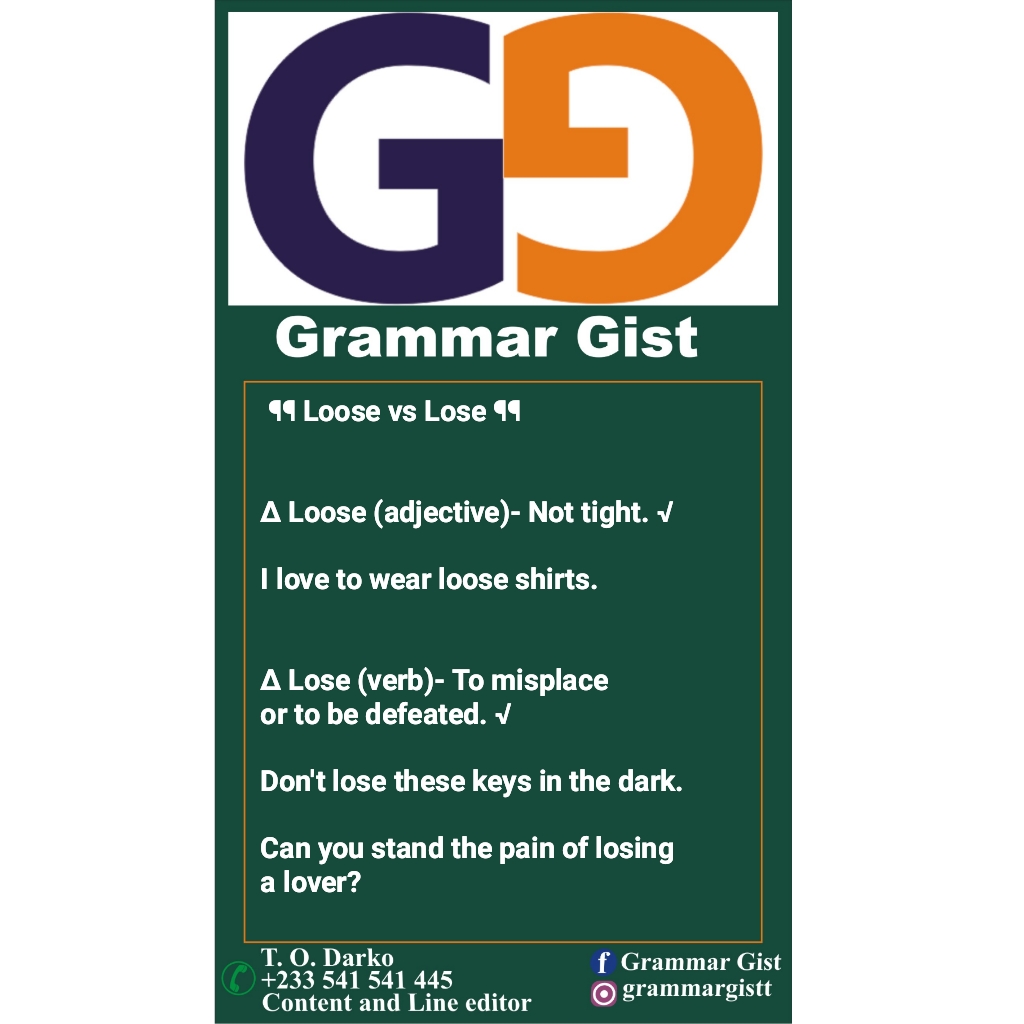 GG
Grammar Gist
¶¶ Loose vs Lose ¶¶
Δ Loose (adjective)- Not tight. √
I love to wear loose shirts.
Δ Lose (verb)- To misplace
or to be defeated. √
Don't lose these keys in the dark.
Can you stand the pain of losing
a lover?
T. O. Darko
+233 541 541 445
Content and Line editor
f Grammar Gist
grammargistt